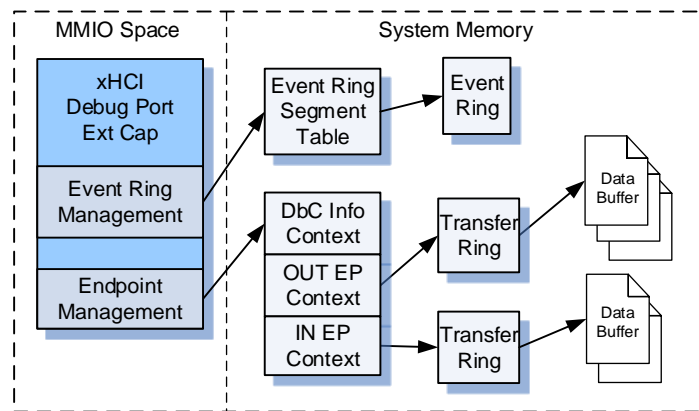 MMIO Space
System Memory
xHCI
Debug Port
Ext Cap
Event Ring
Management
Endpoint
Management
Event Ring
Segment
Table
Event
Ring
DbC Info
Context
OUT EP
Context
IN EP
Context
Transfer
Ring
Transfer
Ring
Data
Buffer
Data
Buffer